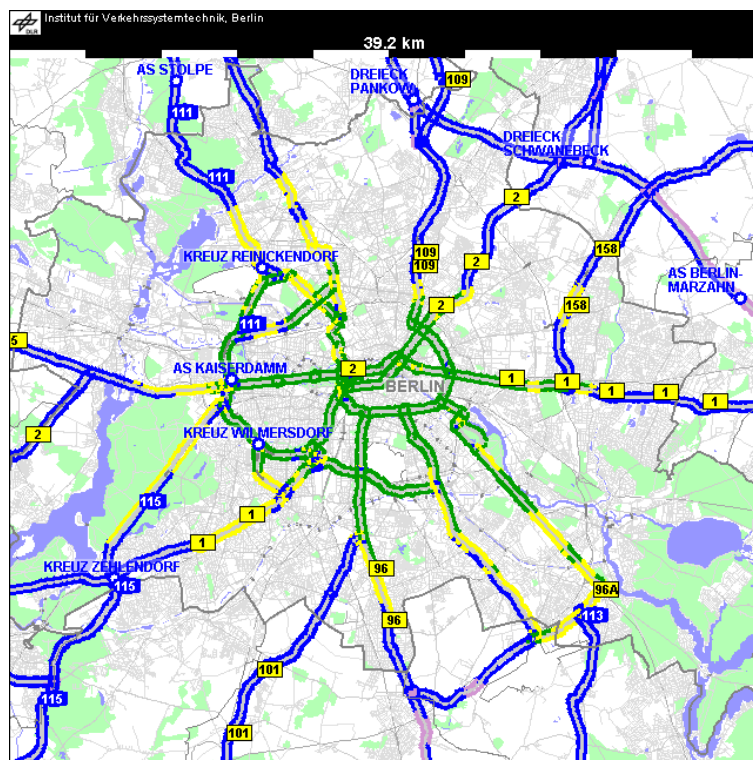 Institut für Verkehrssystemtechnik, Berlin
DLR
39.2 km
AS STOLPE
DREIECK
PANKOW
109
111
DREIECK
SCHWANEBECK
111
2
158
KREUZ REINICKENDORF
109
109
2
AS BERLIN-
MARZAHN
2
158
111
5
AS KAISERDAMM
2
BERLIN
1
1
1
1
1
2
KREUZ WILMERSDORF
115
1
1
KREUZ ZEHLENDORF
115
96
96A
96
113
101
115
101